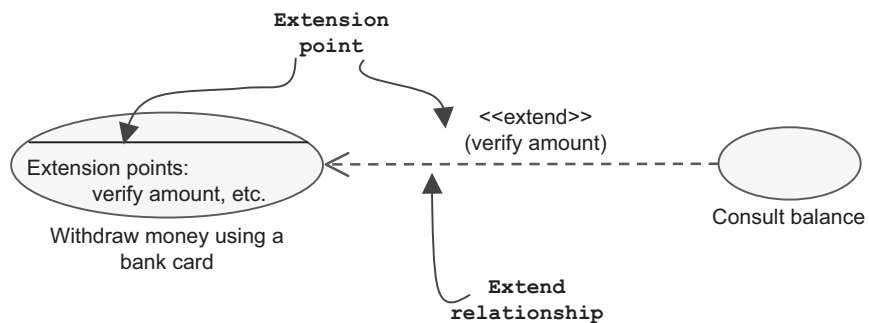 Extension
point
<<extend>>
(verify amount)
Extension points:
verify amount, etc.
Withdraw money using a
bank card
Consult balance
Extend
relationship